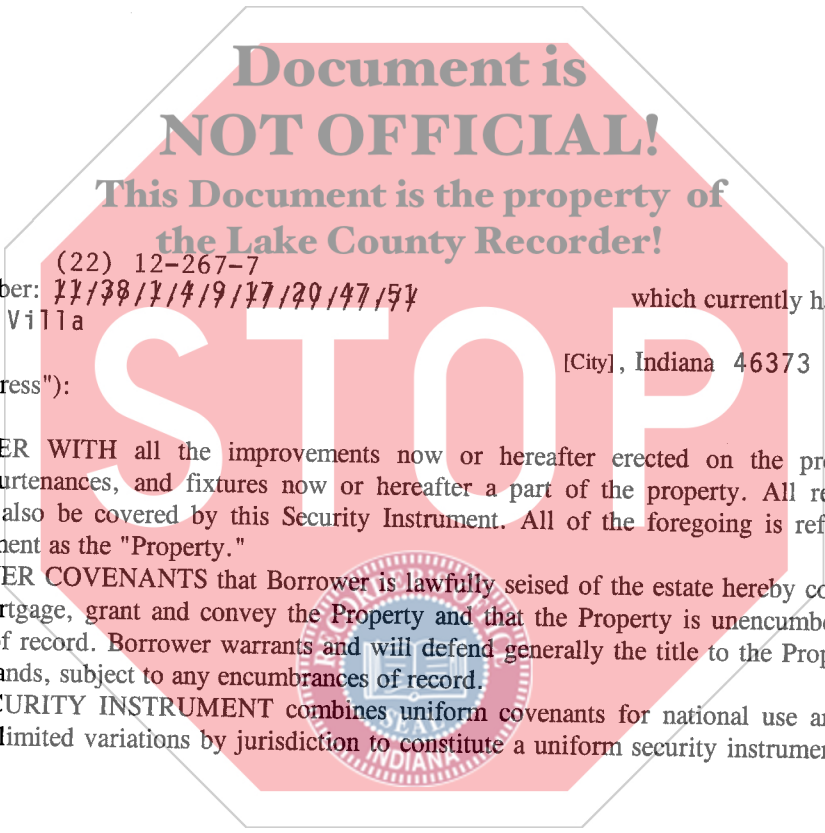 Document is
NOT OFFICIAL!
This Document is the property of
the Lake County Recorder!
(22) 12-267-7
ber: 11/38/1/4/9/17/20/47/51 which currently h
Villa
[City], Indiana 46373
ress"):
STOP
ER WITH all the improvements now or hereafter erected on the pr
urtenances, and fixtures now or hereafter a part of the property. All re
also be covered by this Security Instrument. All of the foregoing is ref
ment as the "Property."
ER COVENANTS that Borrower is lawfully seised of the estate hereby co
rtgage, grant and convey the Property and that the Property is unencumb
of record. Borrower warrants and will defend generally the title to the Prop
ands, subject to any encumbrances of record.
CURITY INSTRUMENT combines uniform covenants for national use a
limited variations by jurisdiction to constitute a uniform security instrume
SEAL
INDIANA